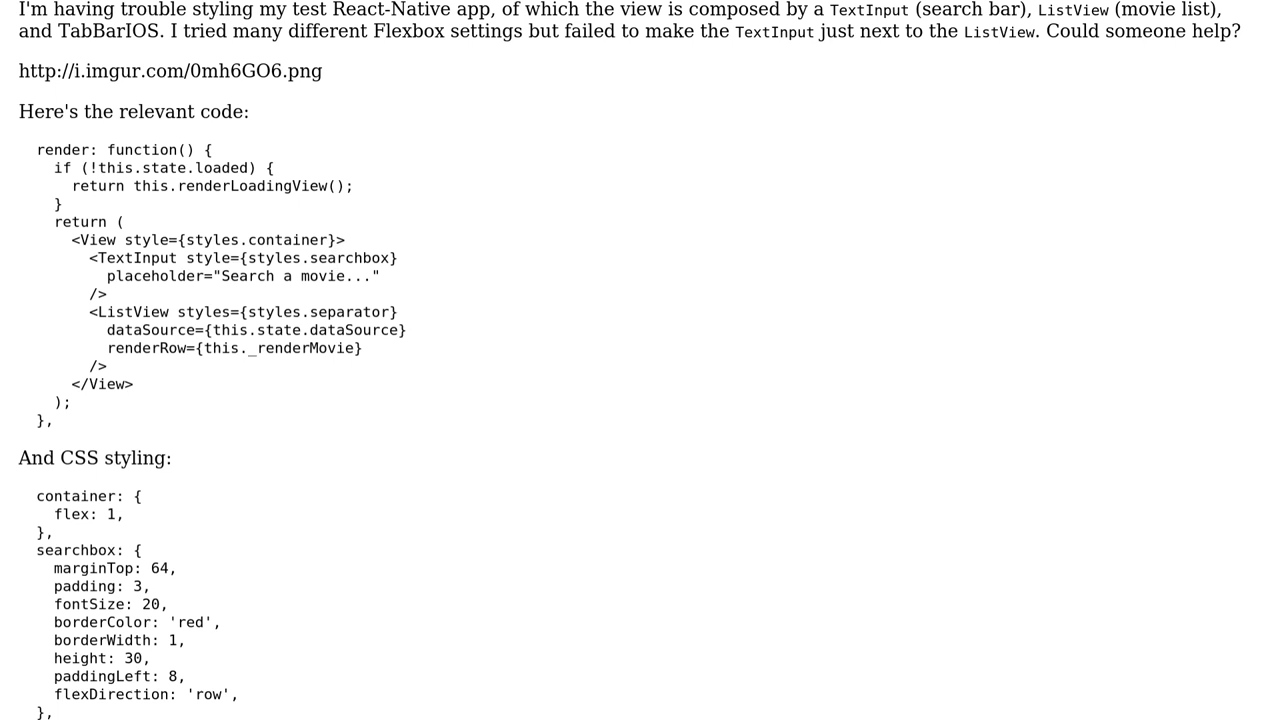 I'm having trouble styling my test React-Native app, of which the view is composed by a TextInput (search bar), ListView (movie list),
and TabBarIOS. I tried many different Flexbox settings but failed to make the TextInput just next to the ListView. Could someone help?
http://i.imgur.com/0mh6GO6.png
Here's the relevant code:
render: function() {
  if (!this.state.loaded) {
    return this.renderLoadingView();
  }
  return (
    <View style={styles.container}>
      <TextInput style={styles.searchbox}
        placeholder="Search a movie..."
      />
      <ListView styles={styles.separator}
        dataSource={this.state.dataSource}
        renderRow={this._renderMovie}
      />
    </View>
  );
},
And CSS styling:
container: {
  flex: 1,
},
searchbox: {
  marginTop: 64,
  padding: 3,
  fontSize: 20,
  borderColor: 'red',
  borderWidth: 1,
  height: 30,
  paddingLeft: 8,
  flexDirection: 'row',
},